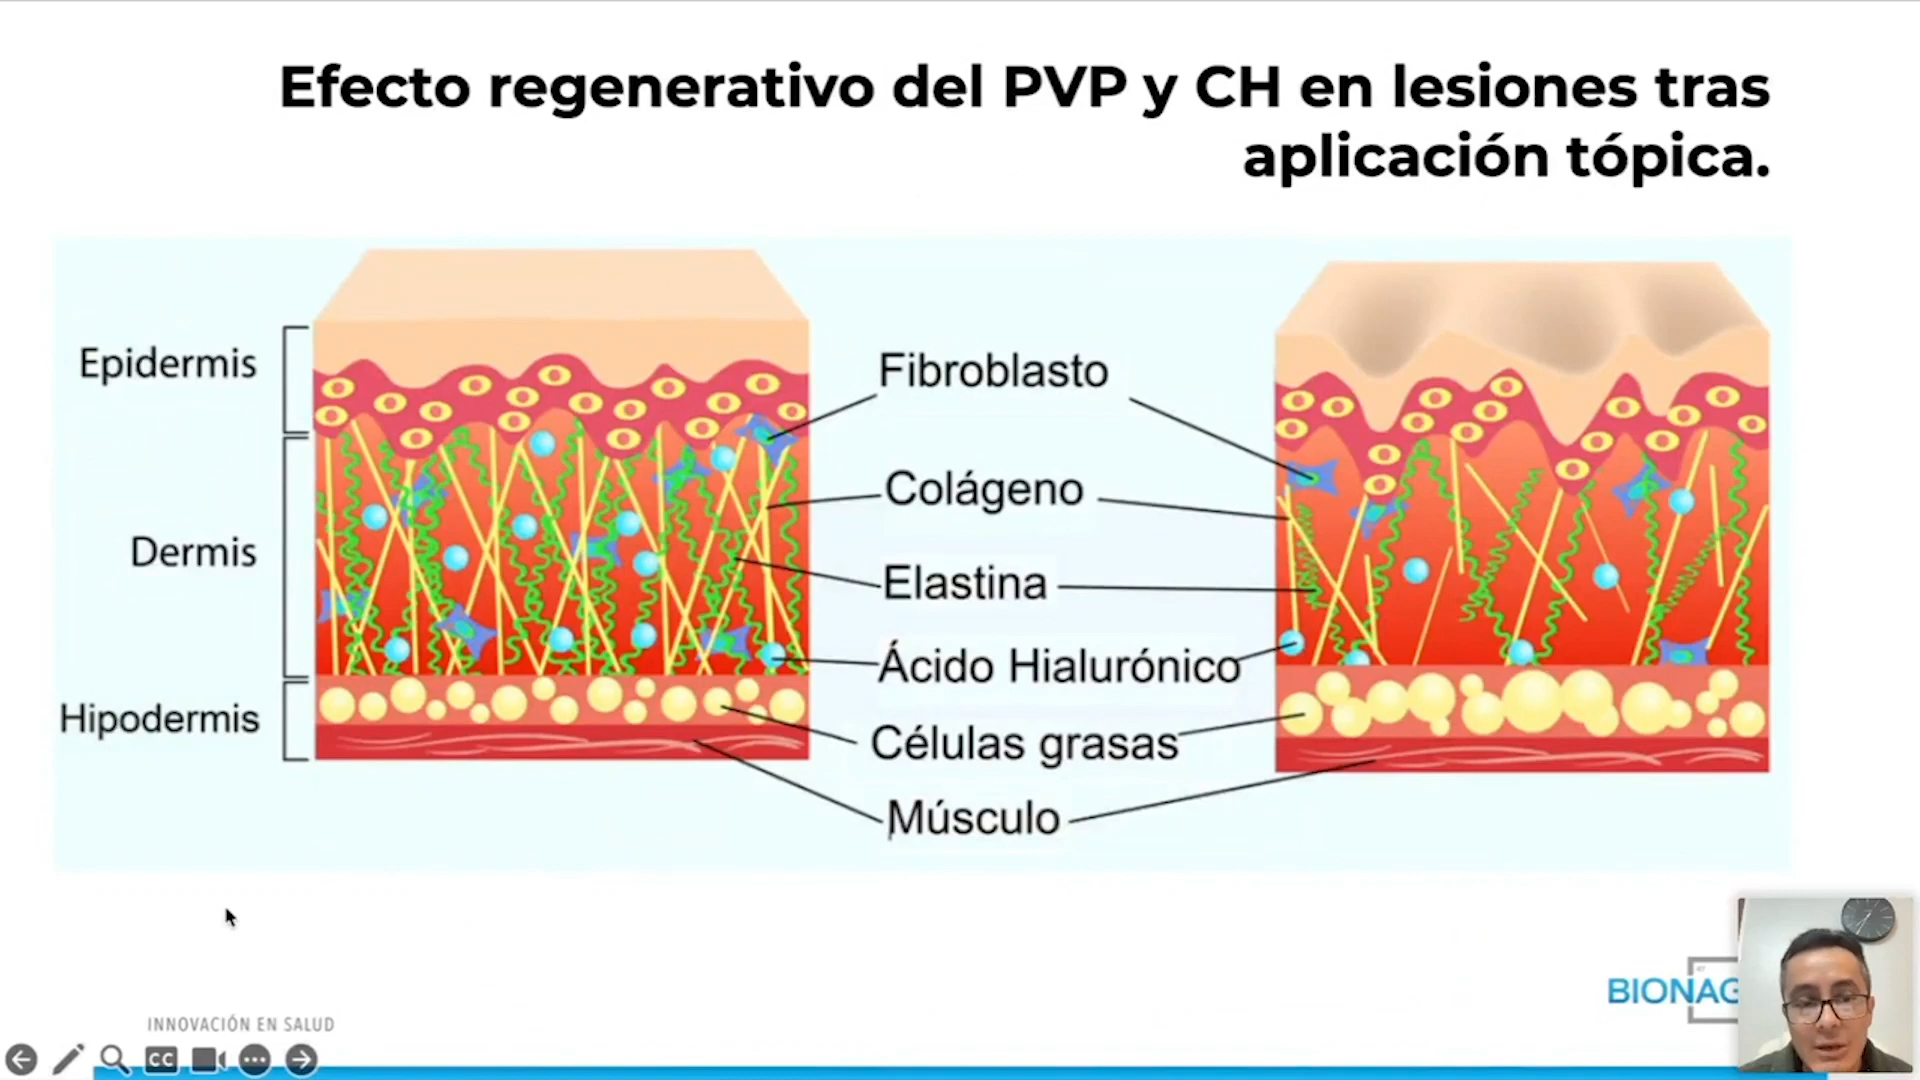 Efecto regenerativo del PVP y CH en lesiones tras
aplicación tópica.
Epidermis
Dermis
Hipodermis
Fibroblasto
Colágeno
Elastina
Ácido Hialurónico
Células grasas
Músculo
BIONAG
INNOVACIÓN EN SALUD
CC